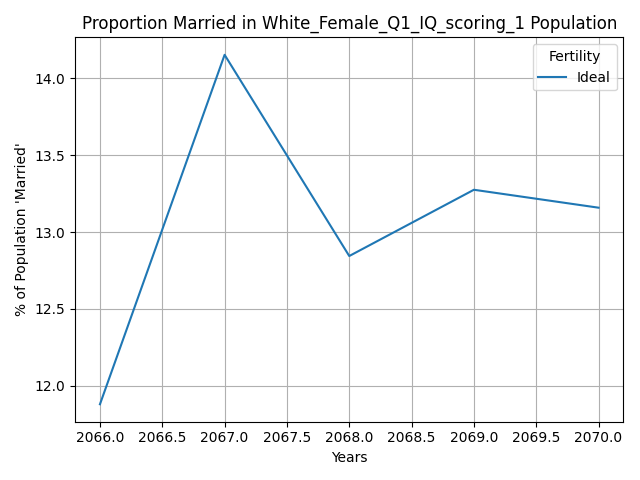 Proportion Married in White_Female_Q1_IQ_scoring_1 Population
Fertility
Ideal
% of Population 'Married'
14.0
13.5
13.0
12.5
12.0
2066.0 2066.5 2067.0 2067.5 2068.0 2068.5 2069.0 2069.5 2070.0
Years